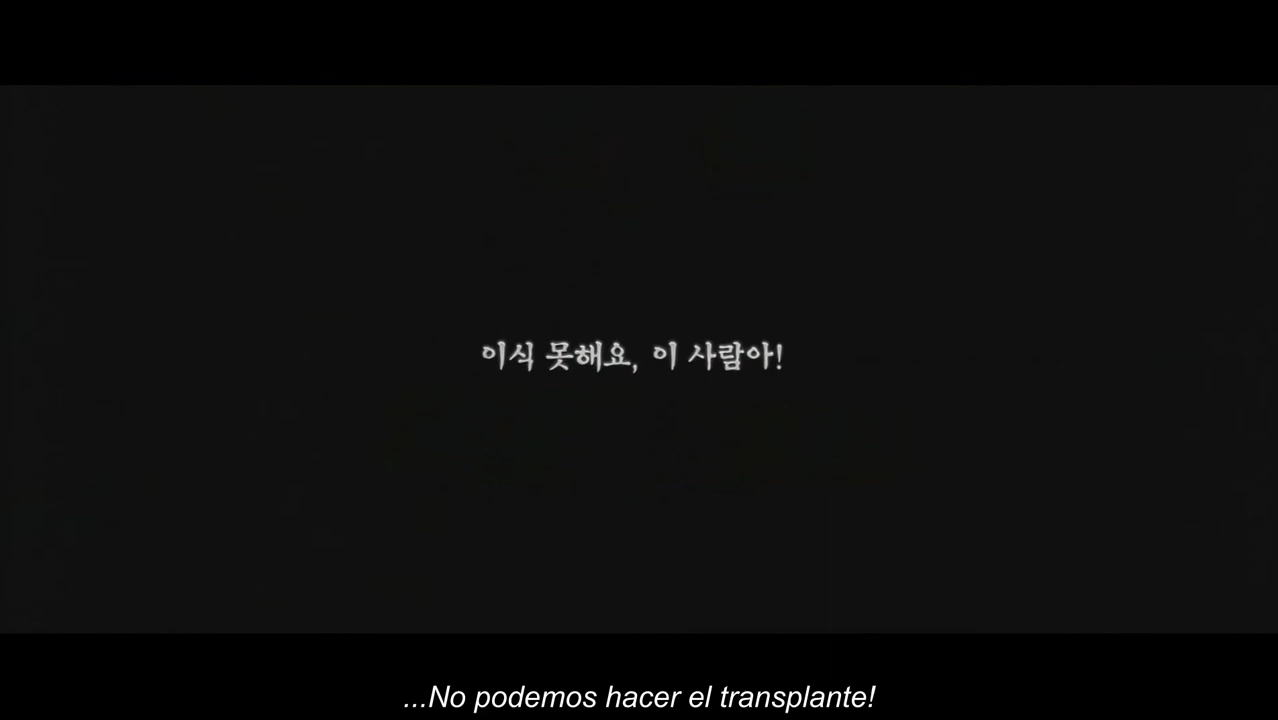 이식 못해요, 이 사람아!
...No podemos hacer el transplante!